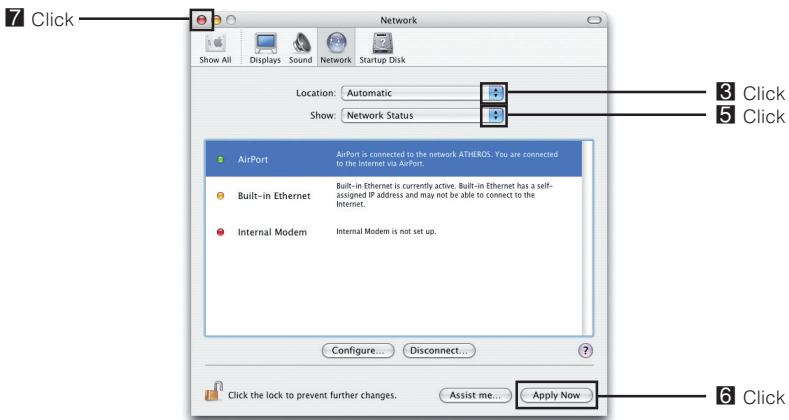 7 Click
Network
Show All
Displays Sound Network Startup Disk
Location: Automatic
3 Click
Show: Network Status
5 Click
AirPort
AirPort is connected to the network ATHEROS. You are connected
to the Internet via AirPort.
Built-in Ethernet
Built-in Ethernet is currently active. Built-in Ethernet has a self-
assigned IP address and may not be able to connect to the
Internet.
Internal Modem
Internal Modem is not set up.
Configure... Disconnect... ?
Click the lock to prevent further changes.
Assist me... Apply Now
6 Click